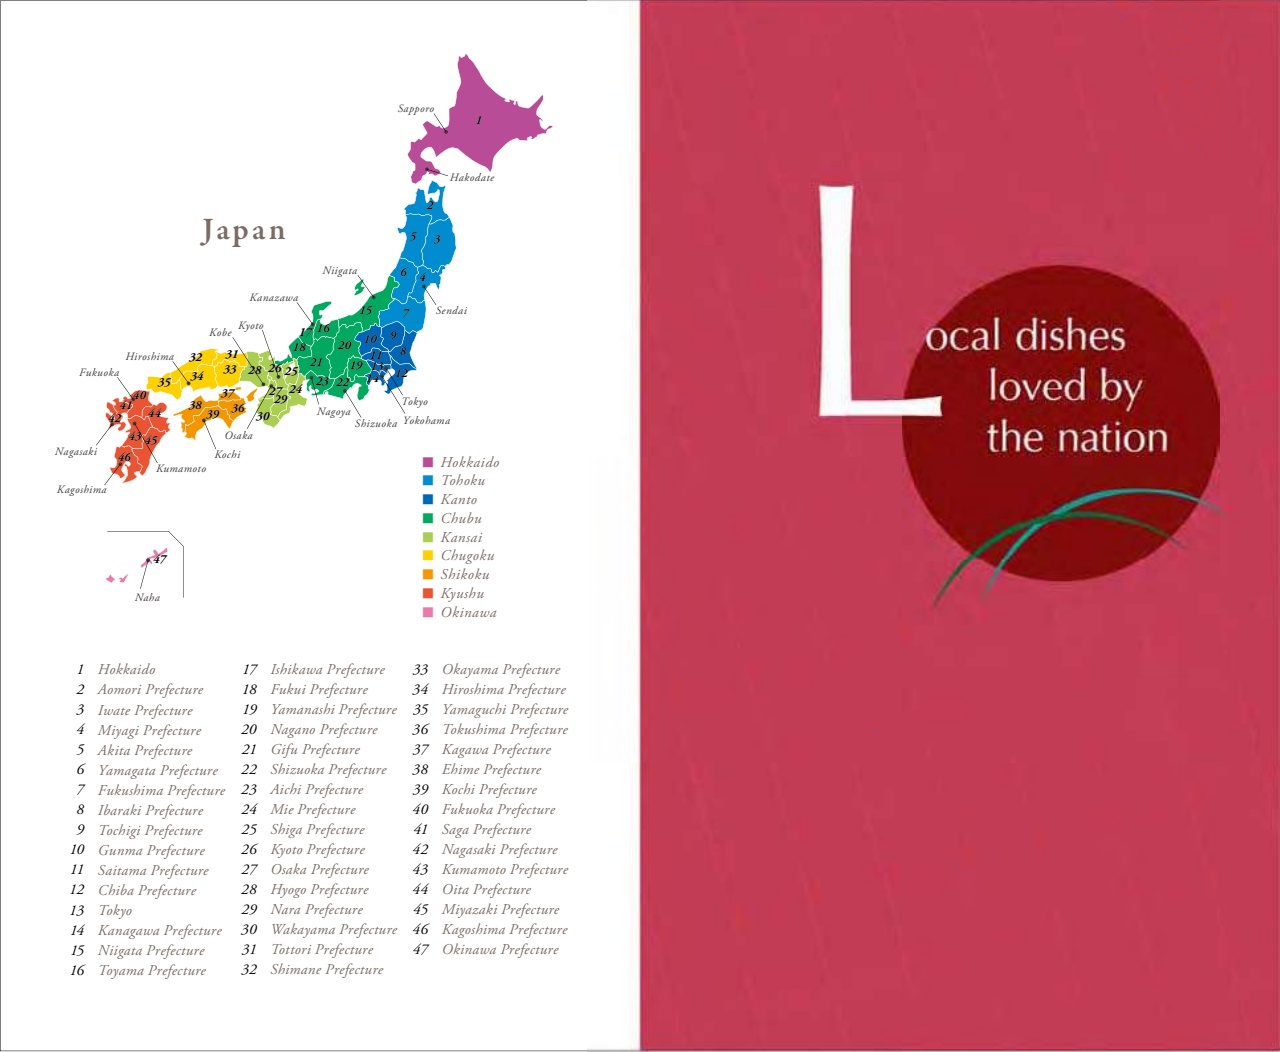 Japan
Sapporo
1
Hakodate
2
5
3
6
4
Niigata
Sendai
15
7
Kanazawa
17
16
Kyoto
Kobe
18
20
10
9
8
11
13
12
14
Hiroshima
32
31
28
26
25
21
19
33
34
35
27
24
23
22
29
30
Fukuoka
40
41
42
44
43
45
46
37
38
39
36
Tokyo
Nagoya
Shizuoka
Yokohama
Osaka
Kochi
Nagasaki
Kumamoto
Kagoshima
47
Naha
Hokkaido
Tohoku
Kanto
Chubu
Kansai
Chugoku
Shikoku
Kyushu
Okinawa
1 Hokkaido
2 Aomori Prefecture
3 Iwate Prefecture
4 Miyagi Prefecture
5 Akita Prefecture
6 Yamagata Prefecture
7 Fukushima Prefecture
8 Ibaraki Prefecture
9 Tochigi Prefecture
10 Gunma Prefecture
11 Saitama Prefecture
12 Chiba Prefecture
13 Tokyo
14 Kanagawa Prefecture
15 Niigata Prefecture
16 Toyama Prefecture
17 Ishikawa Prefecture
18 Fukui Prefecture
19 Yamanashi Prefecture
20 Nagano Prefecture
21 Gifu Prefecture
22 Shizuoka Prefecture
23 Aichi Prefecture
24 Mie Prefecture
25 Shiga Prefecture
26 Kyoto Prefecture
27 Osaka Prefecture
28 Hyogo Prefecture
29 Nara Prefecture
30 Wakayama Prefecture
31 Tottori Prefecture
32 Shimane Prefecture
33 Okayama Prefecture
34 Hiroshima Prefecture
35 Yamaguchi Prefecture
36 Tokushima Prefecture
37 Kagawa Prefecture
38 Ehime Prefecture
39 Kochi Prefecture
40 Fukuoka Prefecture
41 Saga Prefecture
42 Nagasaki Prefecture
43 Kumamoto Prefecture
44 Oita Prefecture
45 Miyazaki Prefecture
46 Kagoshima Prefecture
47 Okinawa Prefecture
Local dishes
loved by
the nation